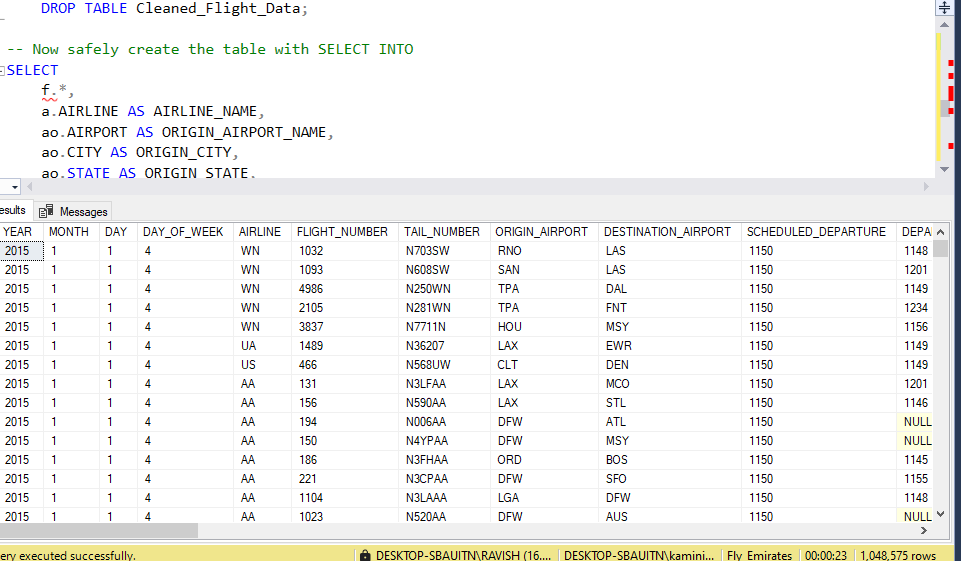 DROP TABLE Cleaned_Flight_Data;
-- Now safely create the table with SELECT INTO
SELECT
f.*,
a.AIRLINE AS AIRLINE_NAME,
ao.AIRPORT AS ORIGIN_AIRPORT_NAME,
ao.CITY AS ORIGIN_CITY,
ao.STATE AS ORIGIN_STATE,
esults Messages
YEAR MONTH DAY DAY_OF_WEEK AIRLINE FLIGHT_NUMBER TAIL_NUMBER ORIGIN_AIRPORT DESTINATION_AIRPORT SCHEDULED_DEPARTURE DEPA
2015 1 1 4 WN 1032 N703SW RNO LAS 1150 1148
2015 1 1 4 WN 1093 N608SW SAN LAS 1150 1201
2015 1 1 4 WN 4986 N250WN TPA DAL 1150 1149
2015 1 1 4 WN 2105 N281WN TPA FNT 1150 1234
2015 1 1 4 WN 3837 N7711N HOU MSY 1150 1156
2015 1 1 4 UA 1489 N36207 LAX EWR 1150 1149
2015 1 1 4 US 466 N568UW CLT DEN 1150 1149
2015 1 1 4 AA 131 N3LFAA LAX MCO 1150 1201
2015 1 1 4 AA 156 N590AA LAX STL 1150 1146
2015 1 1 4 AA 194 N006AA DFW ATL 1150 NULL
2015 1 1 4 AA 150 N4YPAA DFW MSY 1150 NULL
2015 1 1 4 AA 186 N3FHAA ORD BOS 1150 1145
2015 1 1 4 AA 221 N3CPAA DFW SFO 1150 1155
2015 1 1 4 AA 1104 N3LAAA LGA DFW 1150 1148
2015 1 1 4 AA 1023 N520AA DFW AUS 1150 NULL
ery executed successfully. DESKTOP-SBAUITN\RAVISH (16.... DESKTOP-SBAUITN\kamini... Fly_Emirates 00:00:23 1,048,575 rows